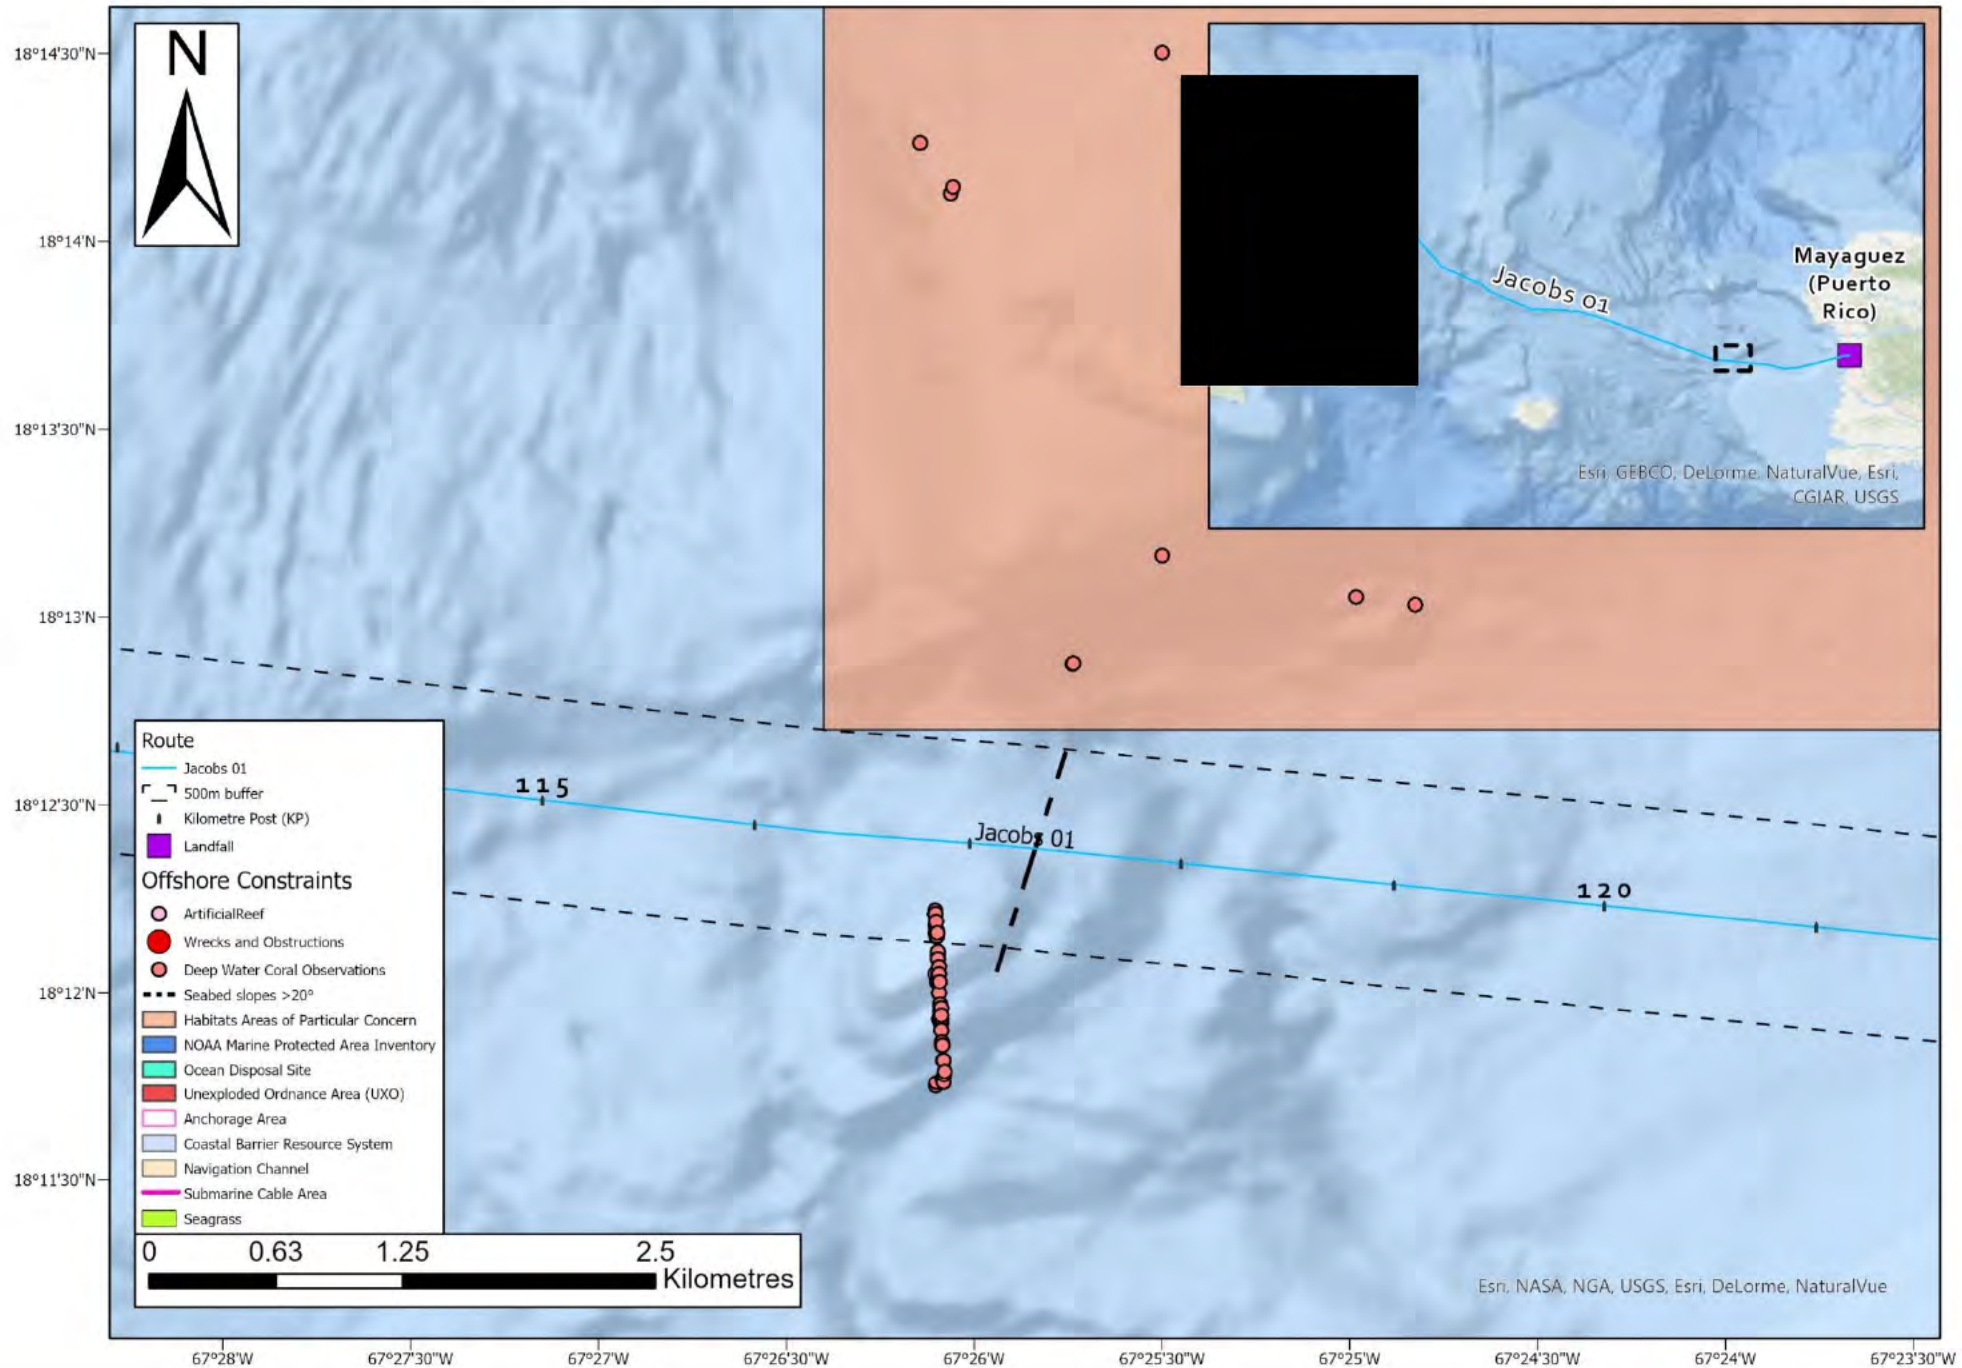 N
18°14'30"N
18°14'N
18°13'30"N
18°13'N
18°12'30"N
18°12'N
18°11'30"N
Jacobs 01
Mayaguez
(Puerto
Rico)
Esri, GEBCO, DeLorme, NaturalVue, Esri,
CGIAR, USGS
115
Jacobs 01
120
Route
Jacobs 01
500m buffer
Kilometre Post (KP)
Landfall
Offshore Constraints
ArtificialReef
Wrecks and Obstructions
Deep Water Coral Observations
Seabed slopes >20°
Habitats Areas of Particular Concern
NOAA Marine Protected Area Inventory
Ocean Disposal Site
Unexploded Ordnance Area (UXO)
Anchorage Area
Coastal Barrier Resource System
Navigation Channel
Submarine Cable Area
Seagrass
0 0.63 1.25 2.5
Kilometres
Esri, NASA, NGA, USGS, Esri, DeLorme, NaturalVue
67°28'W 67°27'30"W 67°27'W 67°26'30"W 67°26'W 67°25'30"W 67°25'W 67°24'30"W 67°24'W 67°23'30"W